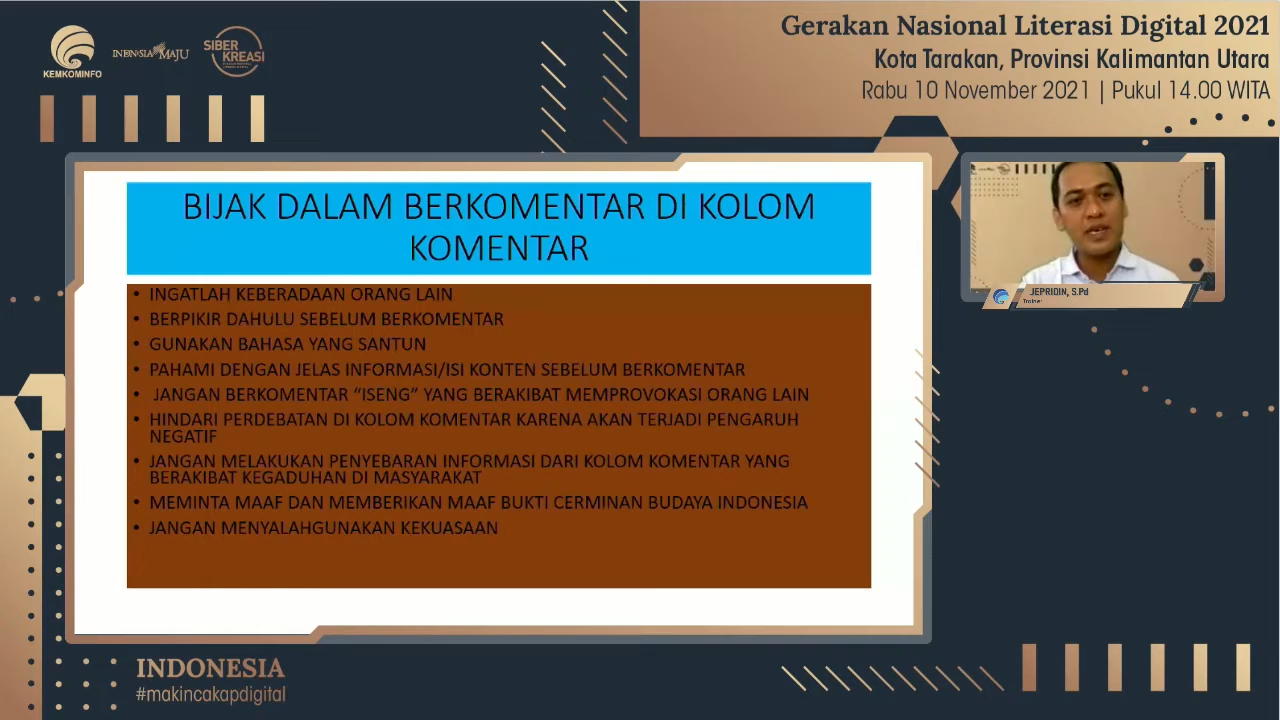 KEMKOMINFO
INDONESIA MAJU
SIBER
KREASI
Gerakan Nasional Literasi Digital 2021
Kota Tarakan, Provinsi Kalimantan Utara
Rabu 10 November 2021 | Pukul 14.00 WITA
BIJAK DALAM BERKOMENTAR DI KOLOM
KOMENTAR
• INGATLAH KEBERADAAN ORANG LAIN
• BERPIKIR DAHULU SEBELUM BERKOMENTAR
• GUNAKAN BAHASA YANG SANTUN
• PAHAMI DENGAN JELAS INFORMASI/ISI KONTEN SEBELUM BERKOMENTAR
• JANGAN BERKOMENTAR “ISENG” YANG BERAKIBAT MEMPROVOKASI ORANG LAIN
• HINDARI PERDEBATAN DI KOLOM KOMENTAR KARENA AKAN TERJADI PENGARUH
NEGATIF
• JANGAN MELAKUKAN PENYEBARAN INFORMASI DARI KOLOM KOMENTAR YANG
BERAKIBAT KEGADUHAN DI MASYARAKAT
• MEMINTA MAAF DAN MEMBERIKAN MAAF BUKTI CERMINAN BUDAYA INDONESIA
• JANGAN MENYALAHGUNAKAN KEKUASAAN
JEPRIDIN, S.Pd
Trainer
INDONESIA
#makincakapdigital